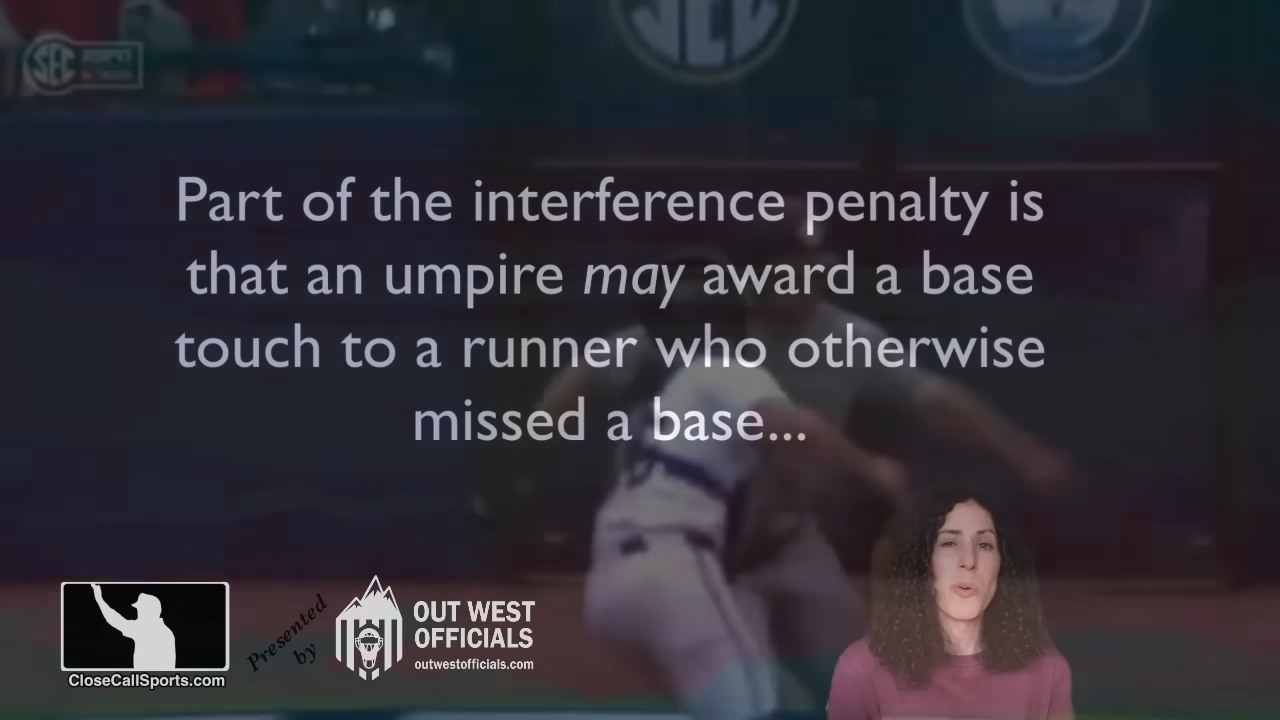 SEC
SEC
Part of the interference penalty is
that an umpire may award a base
touch to a runner who otherwise
missed a base...
Presented
by
OUT WEST
OFFICIALS
outwestofficials.com
CloseCallSports.com